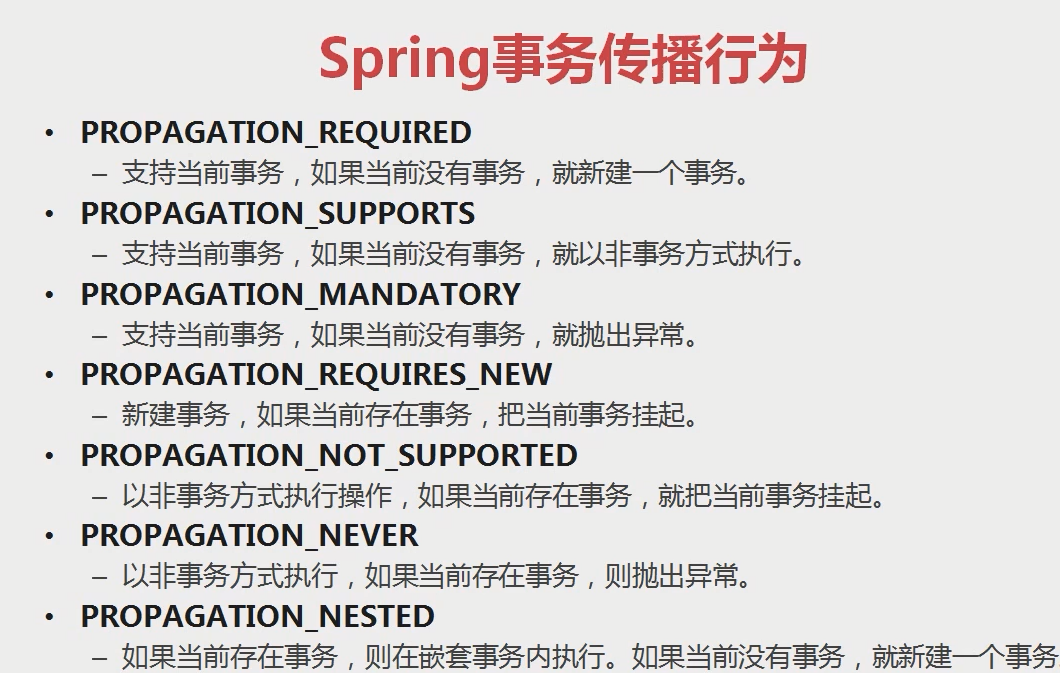 Spring事务传播行为
• PROPAGATION_REQUIRED
– 支持当前事务，如果当前没有事务，就新建一个事务。
• PROPAGATION_SUPPORTS
– 支持当前事务，如果当前没有事务，就以非事务方式执行。
• PROPAGATION_MANDATORY
– 支持当前事务，如果当前没有事务，就抛出异常。
• PROPAGATION_REQUIRES_NEW
– 新建事务，如果当前存在事务，把当前事务挂起。
• PROPAGATION_NOT_SUPPORTED
– 以非事务方式执行操作，如果当前存在事务，就把当前事务挂起。
• PROPAGATION_NEVER
– 以非事务方式执行，如果当前存在事务，则抛出异常。
• PROPAGATION_NESTED
– 如果当前存在事务，则在嵌套事务内执行。如果当前没有事务，就新建一个事务